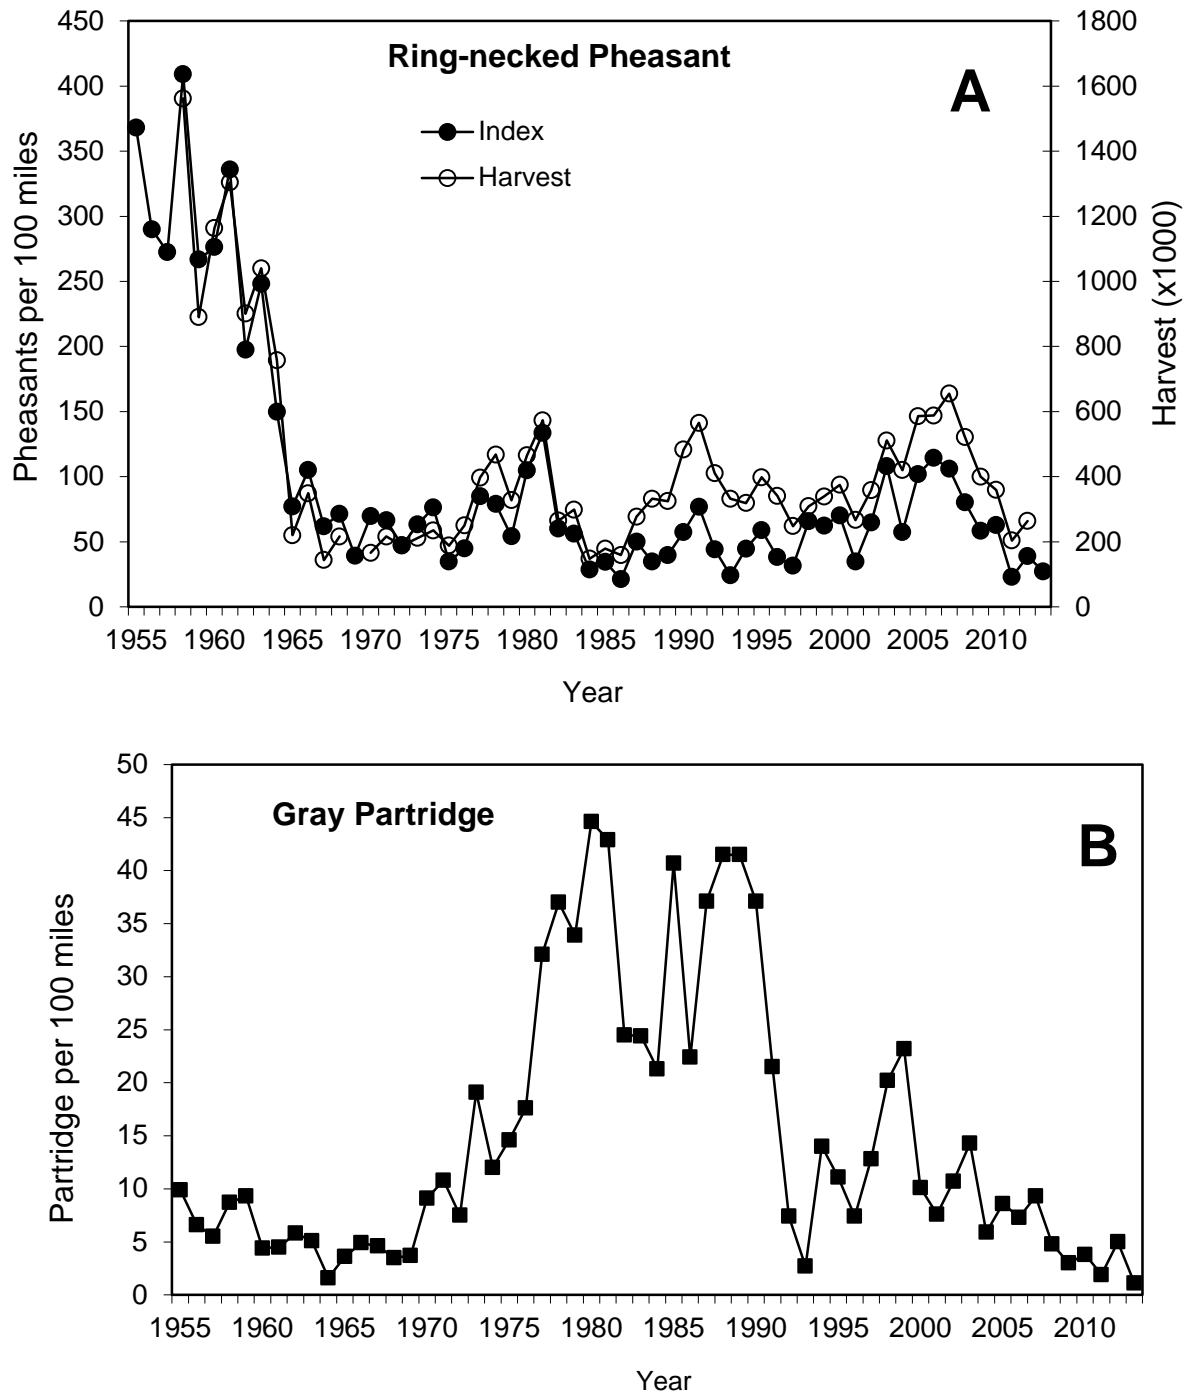 Ring-necked Pheasant
A
Index
Harvest
Pheasants per 100 miles
Harvest (x1000)
450
400
350
300
250
200
150
100
50
0
1800
1600
1400
1200
1000
800
600
400
200
0
1955 1960 1965 1970 1975 1980 1985 1990 1995 2000 2005 2010
Year
Gray Partridge
B
Partridge per 100 miles
50
45
40
35
30
25
20
15
10
5
0
1955 1960 1965 1970 1975 1980 1985 1990 1995 2000 2005 2010
Year